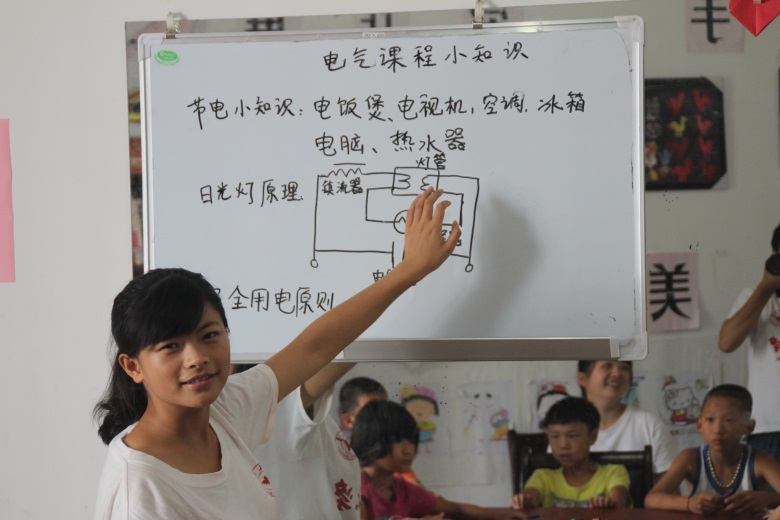 电气课程小知识
节电小知识：电饭煲、电视机，空调．冰箱
电脑、热水器
灯管
镇流器
日光灯原理
全用电原则
美